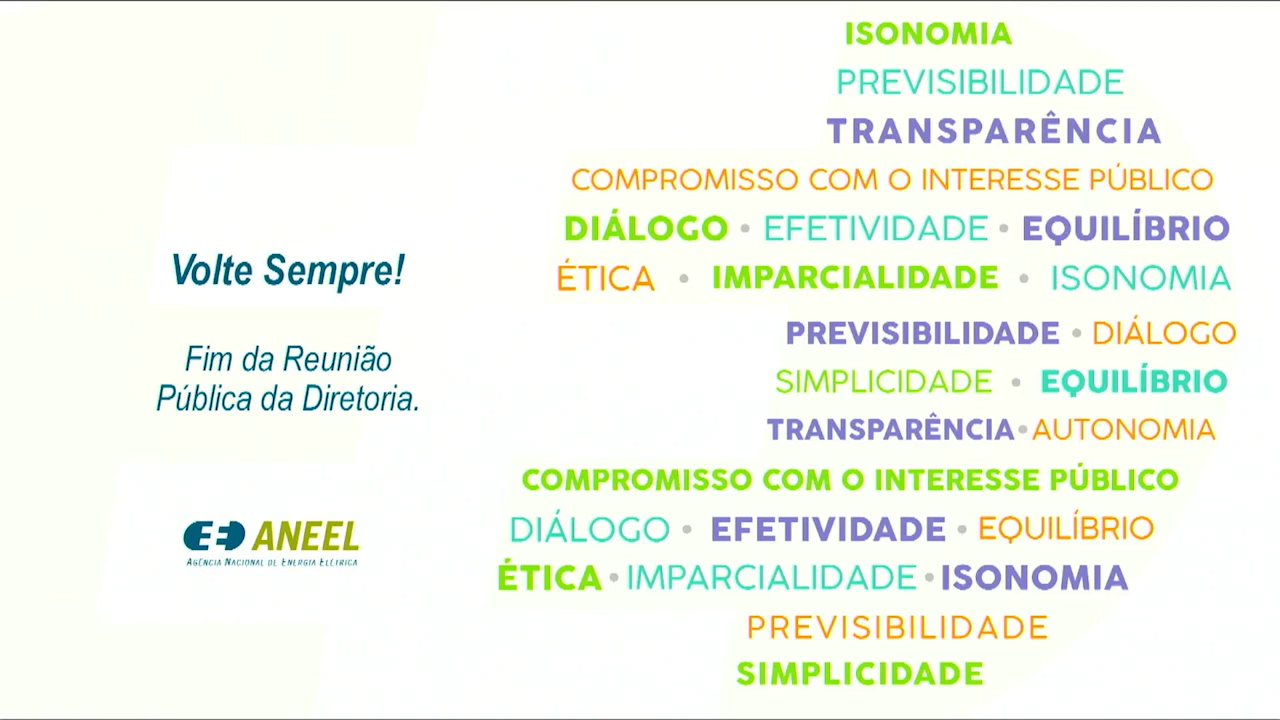 Volte Sempre!
Fim da Reunião
Pública da Diretoria.
ANEEL
AGÊNCIA NACIONAL DE ENERGIA ELÉTRICA
ISONOMIA
PREVISIBILIDADE
TRANSPARÊNCIA
COMPROMISSO COM O INTERESSE PÚBLICO
DIÁLOGO • EFETIVIDADE • EQUILÍBRIO
ÉTICA • IMPARCIALIDADE • ISONOMIA
PREVISIBILIDADE • DIÁLOGO
SIMPLICIDADE • EQUILÍBRIO
TRANSPARÊNCIA • AUTONOMIA
COMPROMISSO COM O INTERESSE PÚBLICO
DIÁLOGO • EFETIVIDADE • EQUILÍBRIO
ÉTICA • IMPARCIALIDADE • ISONOMIA
PREVISIBILIDADE
SIMPLICIDADE